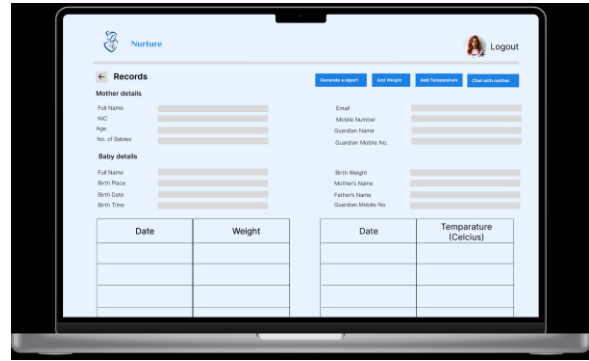 Nurture
Logout
Records
Generate a report
Add Weight
Add Temparature
Chat with mother
Mother details
Full Name
NIC
Age
No. of Babies
Email
Mobile Number
Guardian Name
Guardian Mobile No.
Baby details
Full Name
Birth Place
Birth Date
Birth Time
Birth Weight
Mother's Name
Father's Name
Guardian Mobile No.
Date
Weight
Date
Temparature
(Celcius)